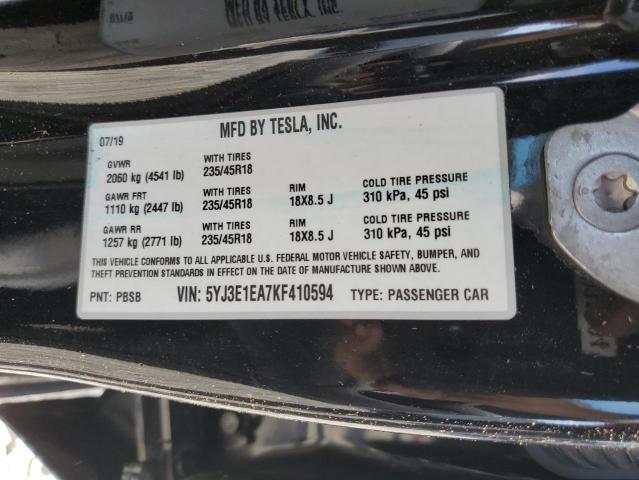 MFD BY TESLA, INC.
07/19
GVWR
2060 kg (4541 lb)
WITH TIRES
235/45R18
GAWR FRT
1110 kg (2447 lb)
WITH TIRES
235/45R18
RIM
18X8.5 J
COLD TIRE PRESSURE
310 kPa, 45 psi
GAWR RR
1257 kg (2771 lb)
WITH TIRES
235/45R18
RIM
18X8.5 J
COLD TIRE PRESSURE
310 kPa, 45 psi
THIS VEHICLE CONFORMS TO ALL APPLICABLE U.S. FEDERAL MOTOR VEHICLE SAFETY, BUMPER, AND
THEFT PREVENTION STANDARDS IN EFFECT ON THE DATE OF MANUFACTURE SHOWN ABOVE.
PNT: PBSB VIN: 5YJ3E1EA7KF410594 TYPE: PASSENGER CAR